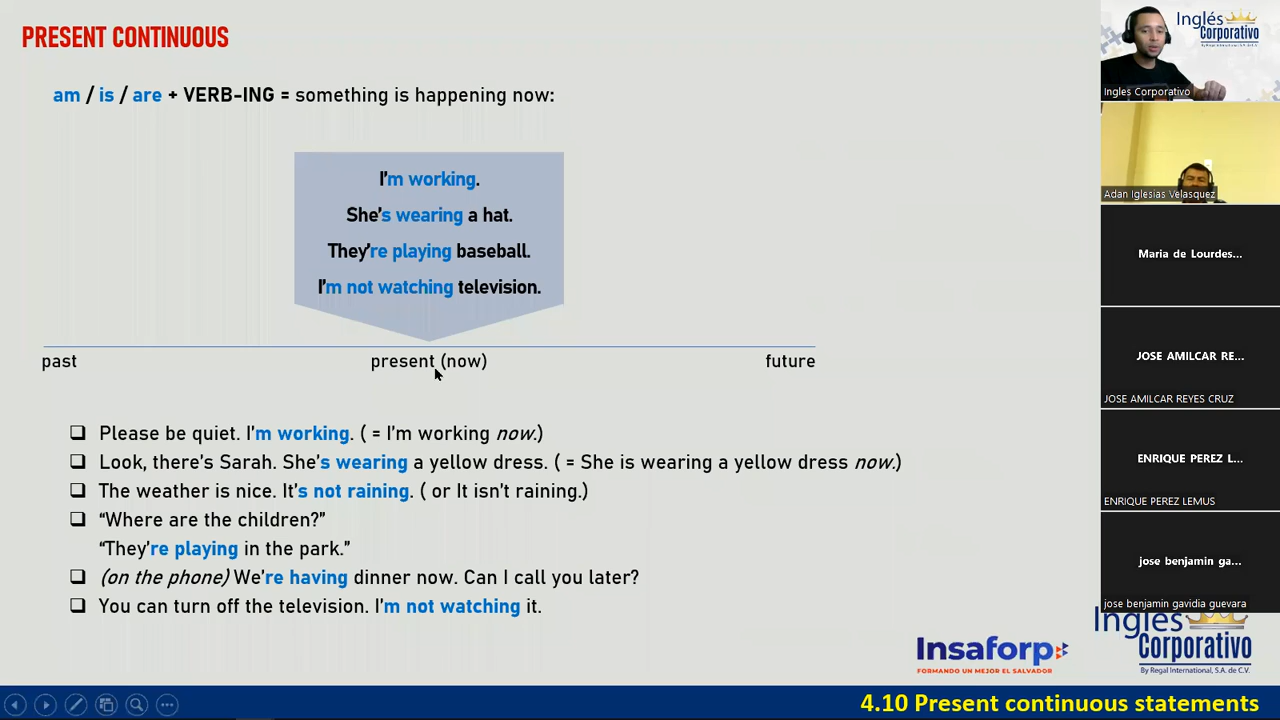 PRESENT CONTINUOUS
am / is / are + VERB-ING = something is happening now:
I'm working.
She's wearing a hat.
They're playing baseball.
I'm not watching television.
past
present (now)
future
❑ Please be quiet. I'm working. ( = I'm working now.)
❑ Look, there's Sarah. She's wearing a yellow dress. ( = She is wearing a yellow dress now.)
❑ The weather is nice. It's not raining. ( or It isn't raining.)
❑ “Where are the children?”
“They're playing in the park.”
❑ (on the phone) We're having dinner now. Can I call you later?
❑ You can turn off the television. I'm not watching it.
Insaforp
FORMANDO UN MEJOR EL SALVADOR
Inglés
Corporativo
By Regal International, S.A. de C.V.
4.10 Present continuous statements
Inglés
Corporativo
By Regal International, S.A. de C.V.
Ingles Corporativo
Adan Iglesias Velasquez
Maria de Lourdes...
JOSE AMILCAR RE...
JOSE AMILCAR REYES CRUZ
ENRIQUE PEREZ L...
ENRIQUE PEREZ LEMUS
jose benjamin ga...
jose benjamin gavidia guevara